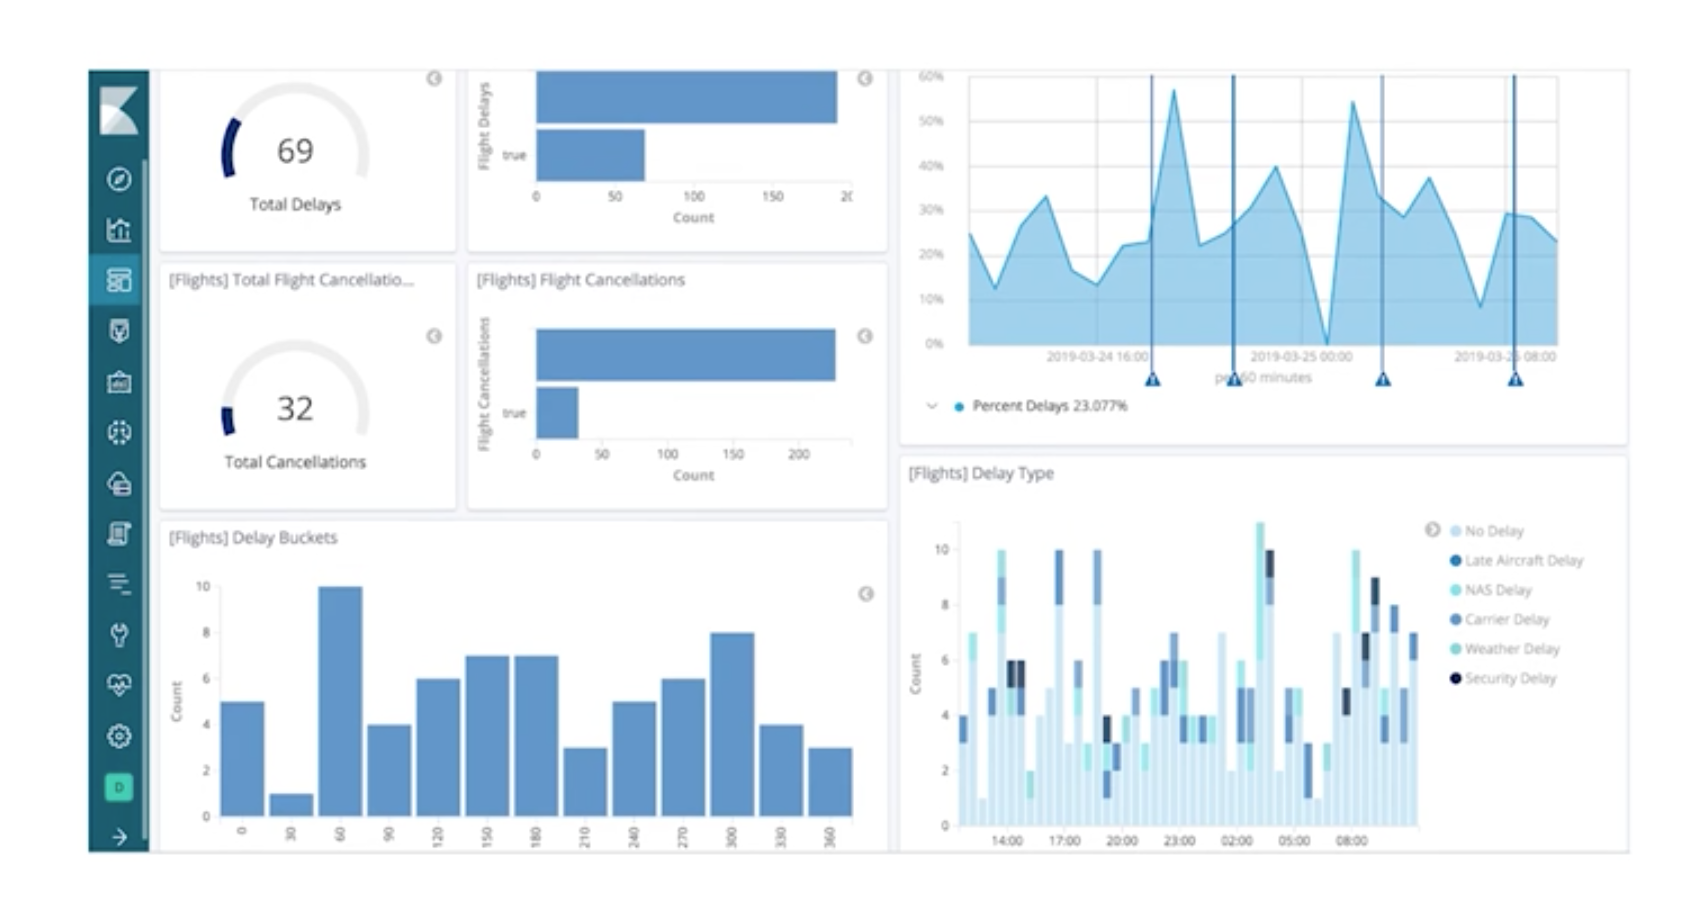 69
Total Delays
Flight Delays
true
0 50 100 150
Count
[Flights] Total Flight Cancellatio...
32
Total Cancellations
[Flights] Flight Cancellations
Flight Cancellations
true
0 50 100 150 200
Count
[Flights] Delay Buckets
Count
10
8
6
4
2
0
0 30 60 90 120 150 180 210 240 270 300 330 360
60%
50%
40%
30%
20%
10%
0%
2019-03-24 16:00 2019-03-25 00:00 08:00
60 minutes
Percent Delays 23.077%
[Flights] Delay Type
Count
10
8
6
4
2
0
14:00 17:00 20:00 23:00 02:00 05:00 08:00
No Delay
Late Aircraft Delay
NAS Delay
Carrier Delay
Weather Delay
Security Delay
D